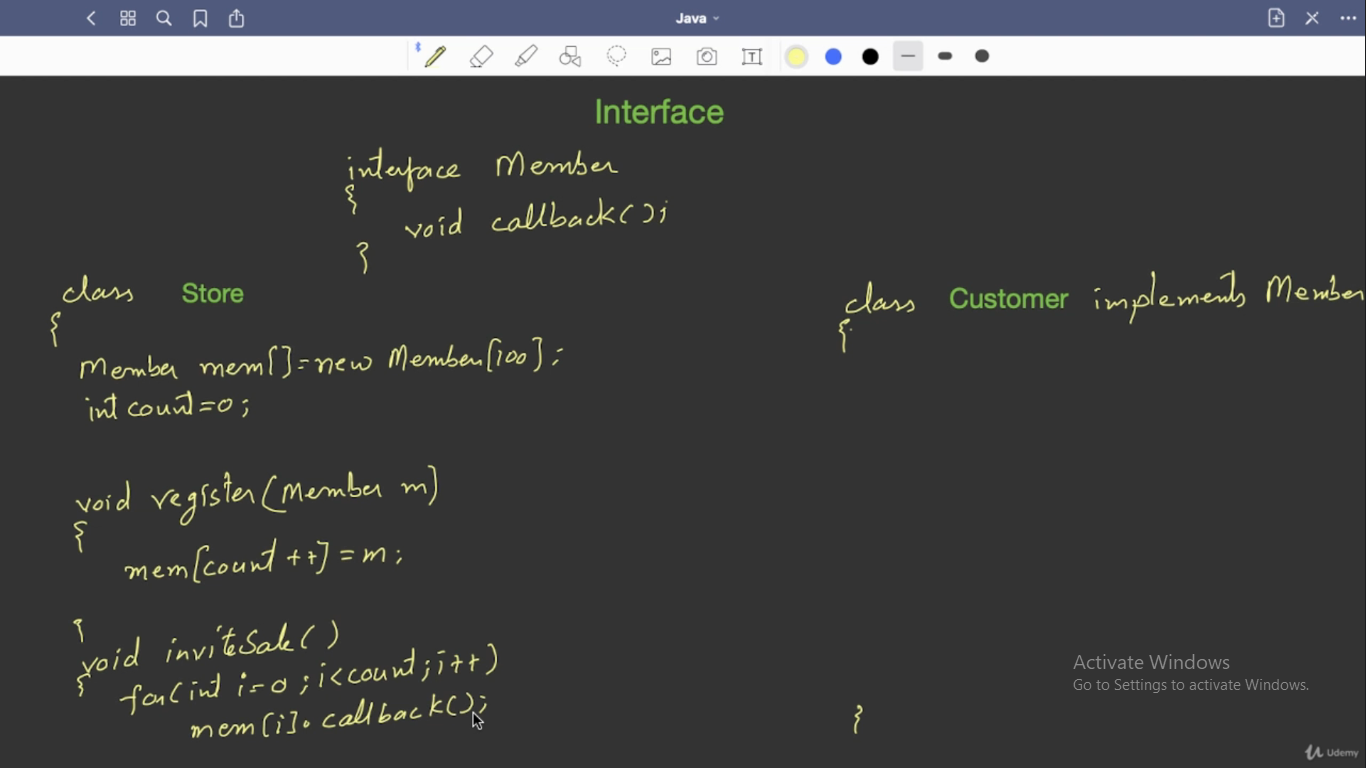 Java
T
Interface
interface Member
{
void callback();
}
class Store
{
Member mem[]=new Member[100];
int count=0;
void register(Member m)
{
mem[count++]=m;
}
void inviteSale()
{
for(int i=0;i<count;i++)
mem[i].callback();
class Customer implements Member
{
}
Activate Windows
Go to Settings to activate Windows.
Udemy